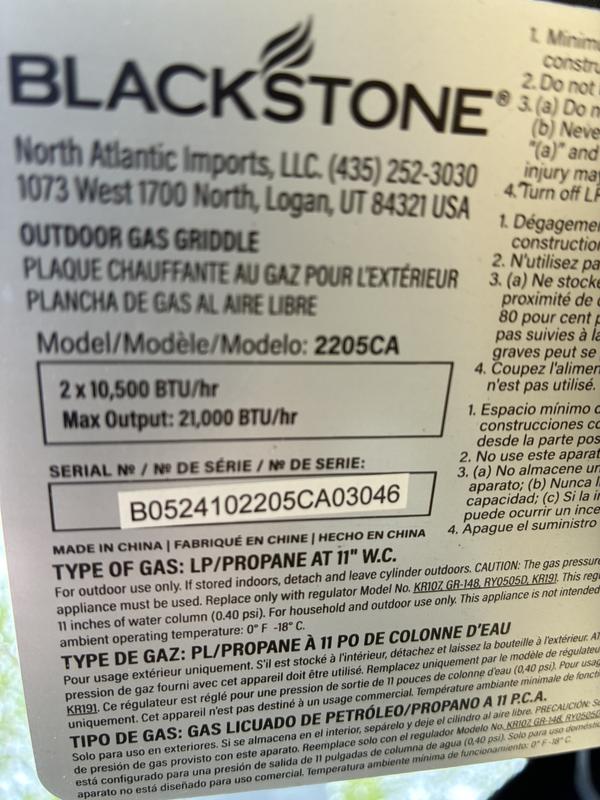 BLACKSTONE®
North Atlantic Imports, LLC. (435) 252-3030
1073 West 1700 North, Logan, UT 84321 USA
OUTDOOR GAS GRIDDLE
PLAQUE CHAUFFANTE AU GAZ POUR L'EXTÉRIEUR
PLANCHA DE GAS AL AIRE LIBRE
Model/Modèle/Modelo: 2205CA
2 x 10,500 BTU/hr
Max Output: 21,000 BTU/hr
SERIAL Nº / Nº DE SÉRIE / Nº DE SERIE:
B0524102205CA03046
MADE IN CHINA | FABRIQUÉ EN CHINE | HECHO EN CHINA
TYPE OF GAS: LP/PROPANE AT 11" W.C.
For outdoor use only. If stored indoors, detach and leave cylinder outdoors. CAUTION: The gas pressure
appliance must be used. Replace only with regulator Model No. KR107, GR-148, RY0505D, KR191. This
11 inches of water column (0.40 psi). For household and outdoor use only. This appliance is not intended
ambient operating temperature: 0° F -18° C.
TYPE DE GAZ: PL/PROPANE À 11 PO DE COLONNE D'EAU
Pour usage extérieur uniquement. S'il est stocké à l'intérieur, détachez et laissez la bouteille à l'extérieur.
pression de gaz fourni avec cet appareil doit être utilisé. Remplacez uniquement par le modèle de
KR191. Ce régulateur est réglé pour une pression de sortie de 11 pouces de colonne d'eau (0,40 psi). Pour
uniquement. Cet appareil n'est pas destiné à un usage commercial. Température ambiante minimale de
TIPO DE GAS: GAS LICUADO DE PETRÓLEO/PROPANO A 11 P.C.A.
Solo para uso en exteriores. Si se almacena en el interior, sepárelo y deje el cilindro al aire libre. PRECAUCIÓN:
de presión de gas provisto con este aparato. Reemplace solo con el regulador Modelo No. KR107, GR-148, RY0505D
está configurado para una presión de salida de 11 pulgadas de columna de agua (0,40 psi). Solo para uso
aparato no está diseñado para uso comercial. Temperatura ambiente mínima de funcionamiento: 0° F -18° C
1.
2. Do not
3. (a) Do
(b)
"(a)" and
injury may
4. Turn off
1.
construction
2. N'utilisez
3. (a) Ne
proximité de
80 pour cent
pas suivies à
graves peut se
4. Coupez
n'est pas utilisé.
1. Espacio mínimo
construcciones
desde la parte
2. No use este
3. (a) No almacene
aparato; (b) Nunca
capacidad; (c) Si la
puede ocurrir un
4. Apague el suministro